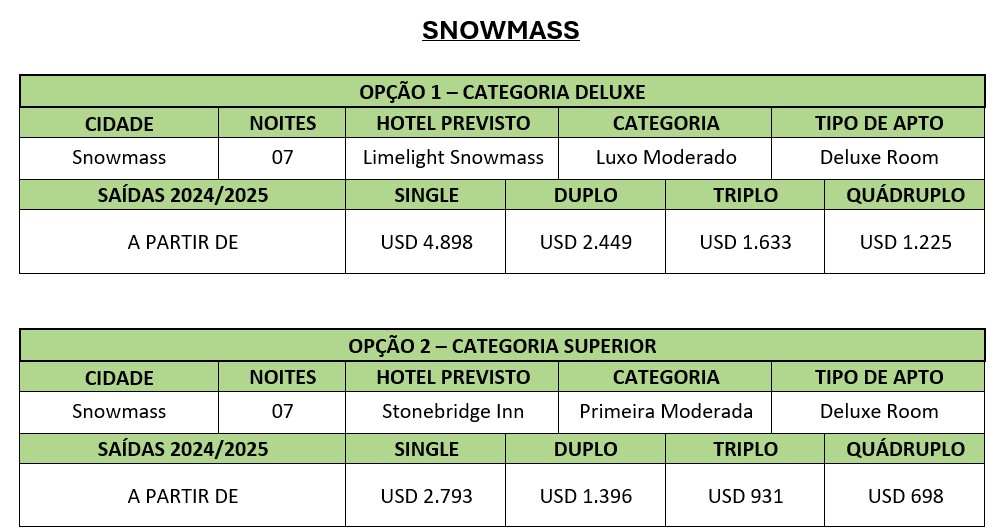 SNOWMASS
OPÇÃO 1 – CATEGORIA DELUXE
CIDADE NOITES HOTEL PREVISTO CATEGORIA TIPO DE APTO
Snowmass 07 Limelight Snowmass Luxo Moderado Deluxe Room
SAÍDAS 2024/2025 SINGLE DUPLO TRIPLO QUÁDRUPLO
A PARTIR DE USD 4.898 USD 2.449 USD 1.633 USD 1.225
OPÇÃO 2 – CATEGORIA SUPERIOR
CIDADE NOITES HOTEL PREVISTO CATEGORIA TIPO DE APTO
Snowmass 07 Stonebridge Inn Primeira Moderada Deluxe Room
SAÍDAS 2024/2025 SINGLE DUPLO TRIPLO QUÁDRUPLO
A PARTIR DE USD 2.793 USD 1.396 USD 931 USD 698